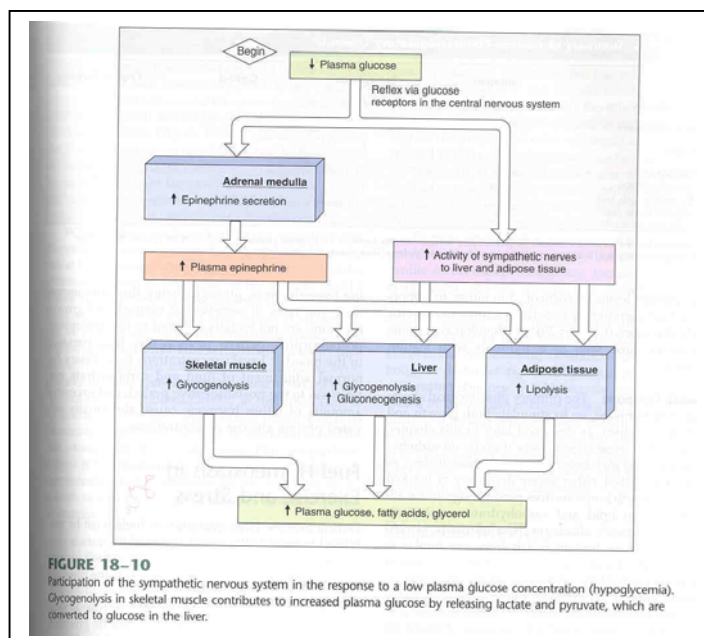 Begin
↓ Plasma glucose
Reflex via glucose
receptors in the central nervous system
Adrenal medulla
↑ Epinephrine secretion
↑ Plasma epinephrine
↑ Activity of sympathetic nerves
to liver and adipose tissue
Skeletal muscle
↑ Glycogenolysis
Liver
↑ Glycogenolysis
↑ Gluconeogenesis
Adipose tissue
↑ Lipolysis
↑ Plasma glucose, fatty acids, glycerol
FIGURE 18–10
Participation of the sympathetic nervous system in the response to a low plasma glucose concentration (hypoglycemia).
Glycogenolysis in skeletal muscle contributes to increased plasma glucose by releasing lactate and pyruvate, which are
converted to glucose in the liver.